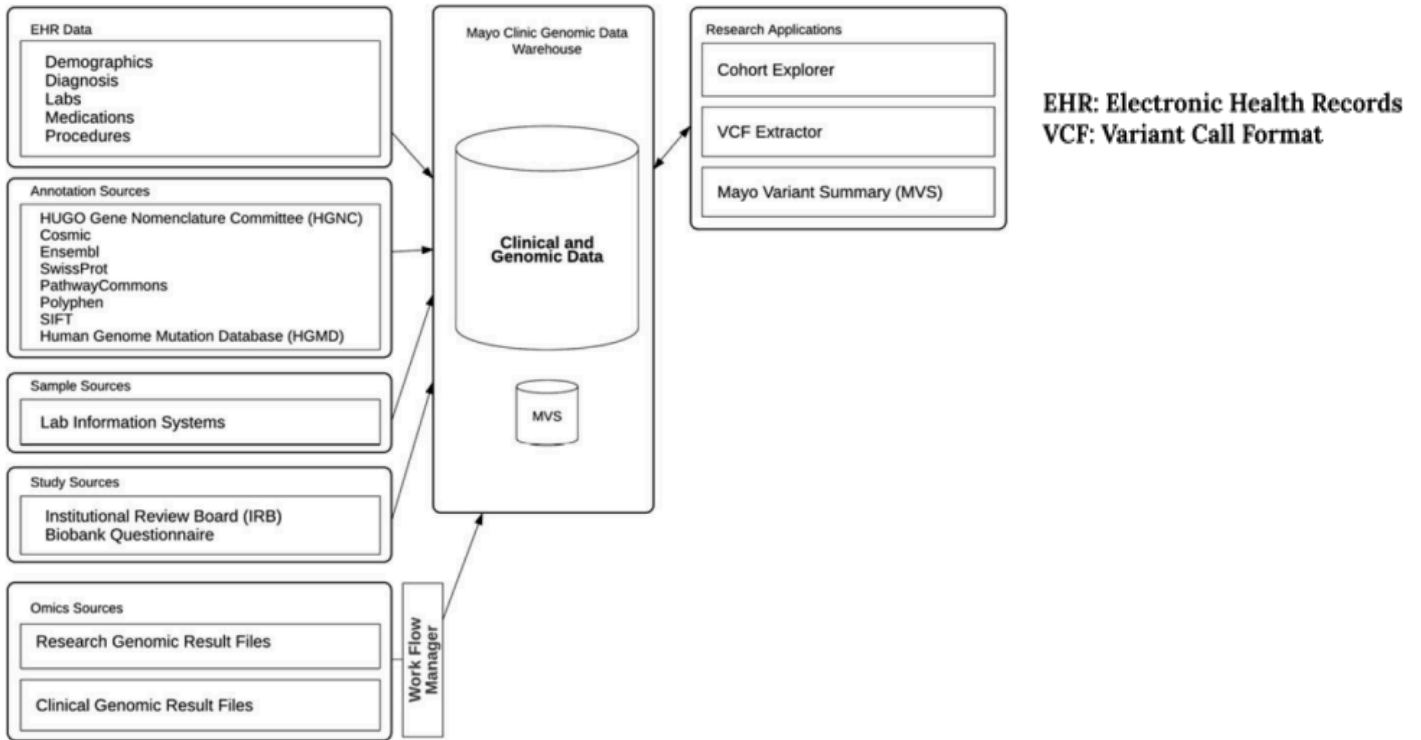 EHR Data
Demographics
Diagnosis
Labs
Medications
Procedures
Annotation Sources
HUGO Gene Nomenclature Committee (HGNC)
Cosmic
Ensembl
SwissProt
PathwayCommons
Polyphen
SIFT
Human Genome Mutation Database (HGMD)
Sample Sources
Lab Information Systems
Study Sources
Institutional Review Board (IRB)
Biobank Questionnaire
Omics Sources
Research Genomic Result Files
Clinical Genomic Result Files
Work Flow
Manager
Mayo Clinic Genomic Data
Warehouse
Clinical and
Genomic Data
MVS
Research Applications
Cohort Explorer
VCF Extractor
Mayo Variant Summary (MVS)
EHR: Electronic Health Records
VCF: Variant Call Format